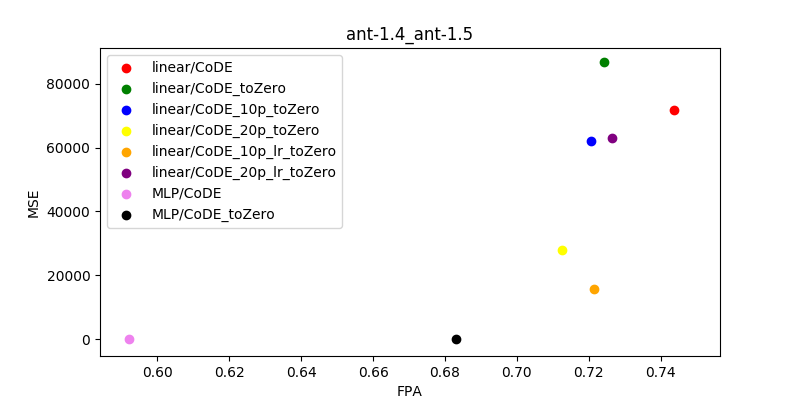 ant-1.4_ant-1.5
linear/CoDE
linear/CoDE_toZero
linear/CoDE_10p_toZero
linear/CoDE_20p_toZero
linear/CoDE_10p_lr_toZero
linear/CoDE_20p_lr_toZero
MLP/CoDE
MLP/CoDE_toZero
MSE
80000
60000
40000
20000
0
0.60 0.62 0.64 0.66 0.68 0.70 0.72 0.74
FPA